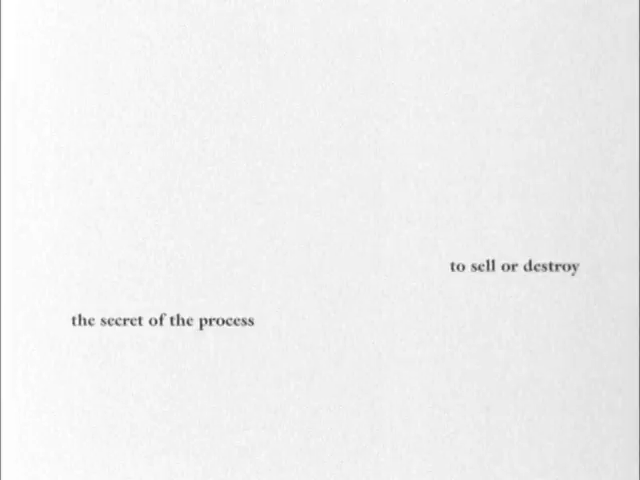 to sell or destroy
the secret of the process